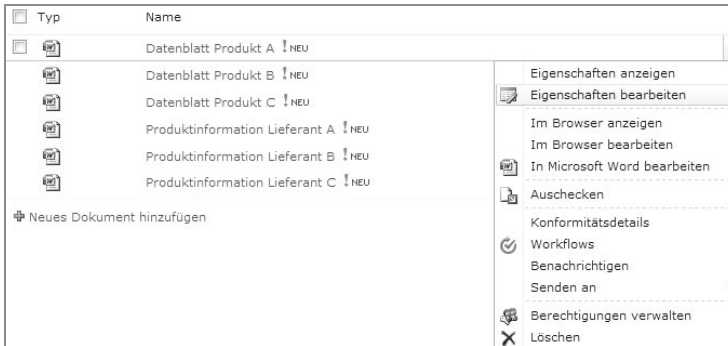 Typ Name
Datenblatt Produkt A ! NEU
Datenblatt Produkt B ! NEU
Datenblatt Produkt C ! NEU
Produktinformation Lieferant A ! NEU
Produktinformation Lieferant B ! NEU
Produktinformation Lieferant C ! NEU
Neues Dokument hinzufügen
Eigenschaften anzeigen
Eigenschaften bearbeiten
Im Browser anzeigen
Im Browser bearbeiten
In Microsoft Word bearbeiten
Auschecken
Konformitätsdetails
Workflows
Benachrichtigen
Senden an
Berechtigungen verwalten
Löschen